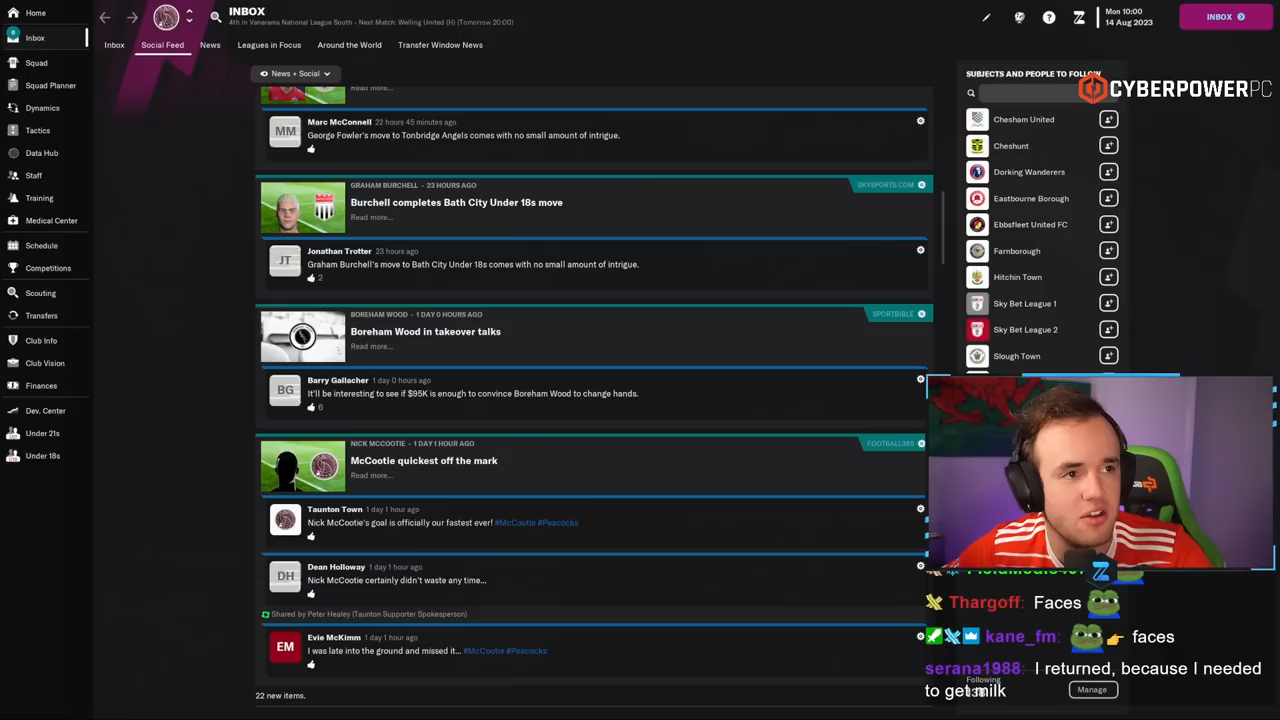 Home
INBOX
4th in Vanarama National League South - Next Match: Welling United (H) (Tomorrow 20:00)
Mon 10:00
14 Aug 2023
INBOX
Inbox
Social Feed
News
Leagues in Focus
Around the World
Transfer Window News
Inbox
Squad
Squad Planner
Dynamics
Tactics
Data Hub
Staff
Training
Medical Center
Schedule
Competitions
Scouting
Transfers
Club Info
Club Vision
Finances
Dev. Center
Under 21s
Under 18s
News + Social
Read more...
MM
Marc McConnell 22 hours 45 minutes ago
George Fowler's move to Tonbridge Angels comes with no small amount of intrigue.
GRAHAM BURCHELL - 23 HOURS AGO
SKYSPORTS.COM
Burchell completes Bath City Under 18s move
Read more...
JT
Jonathan Trotter 23 hours ago
Graham Burchell's move to Bath City Under 18s comes with no small amount of intrigue.
2
BOREHAM WOOD - 1 DAY 0 HOURS AGO
SPORTBIBLE
Boreham Wood in takeover talks
Read more...
BG
Barry Gallacher 1 day 0 hours ago
It'll be interesting to see if $95K is enough to convince Boreham Wood to change hands.
6
NICK MCCOOTIE - 1 DAY 1 HOUR AGO
FOOTBALL365
McCootie quickest off the mark
Read more...
Taunton Town 1 day 1 hour ago
Nick McCootie's goal is officially our fastest ever! #McCootie #Peacocks
DH
Dean Holloway 1 day 1 hour ago
Nick McCootie certainly didn't waste any time...
Shared by Peter Healey (Taunton Supporter Spokesperson)
EM
Evie McKimm 1 day 1 hour ago
I was late into the ground and missed it... #McCootie #Peacocks
22 new items.
SUBJECTS AND PEOPLE TO FOLLOW
CYBERPOWERPC
Chesham United
Cheshunt
Dorking Wanderers
Eastbourne Borough
Ebbsfleet United FC
Farnborough
Hitchin Town
Sky Bet League 1
Sky Bet League 2
Slough Town
Thargoff: Faces
kane_fm: faces
serana1988: I returned, because I needed
to get milk
Following
Manage